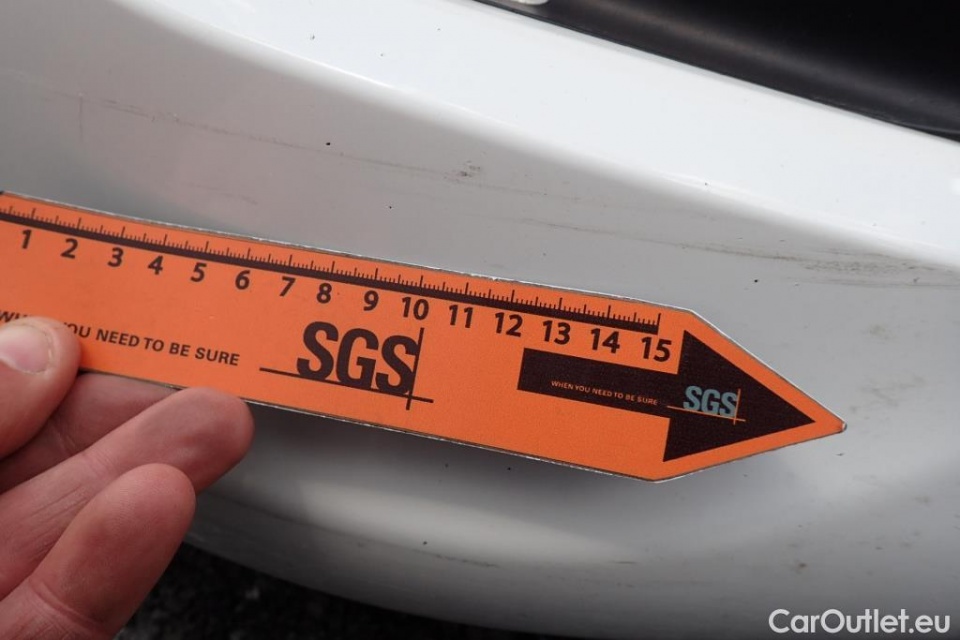 1 2 3 4 5 6 7 8 9 10 11 12 13 14 15
YOU NEED TO BE SURE
SGS
WHEN YOU NEED TO BE SURE
SGS
CarOutlet.eu